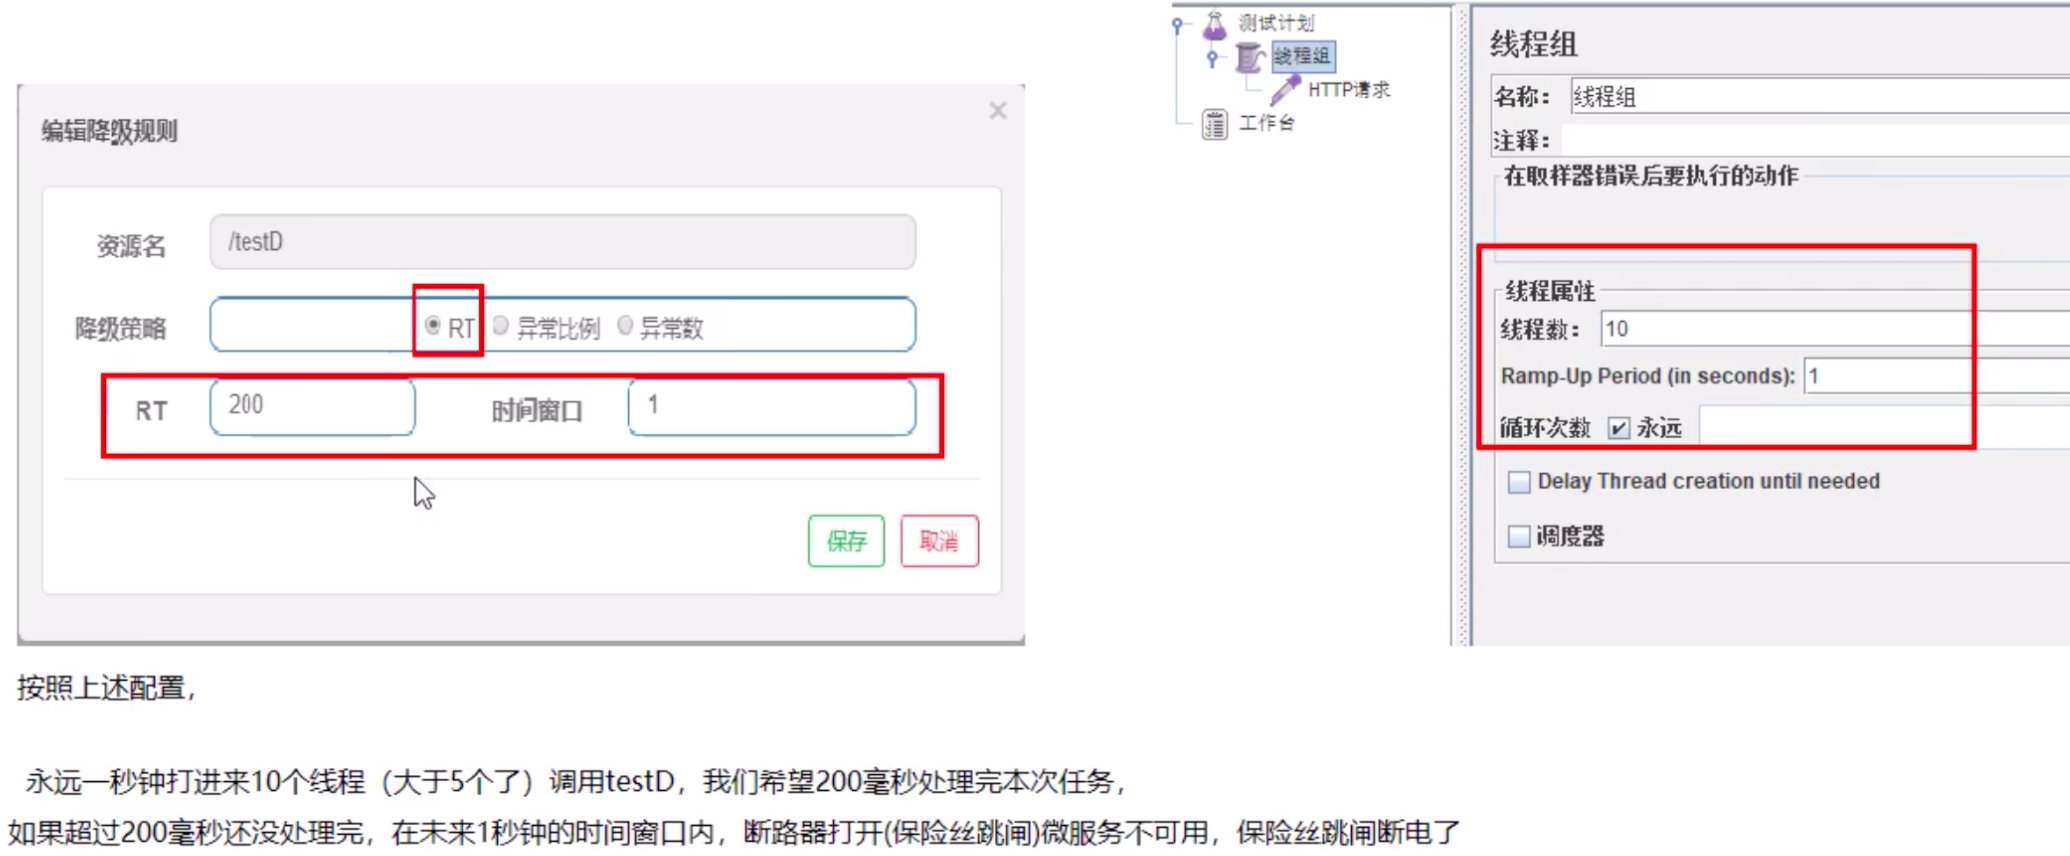 编辑降级规则
×
资源名
/testD
降级策略
RT 异常比例 异常数
RT 200 时间窗口 1
保存 取消
测试计划
线程组
HTTP请求
工作台
线程组
名称： 线程组
注释：
在取样器错误后要执行的动作
线程属性
线程数： 10
Ramp-Up Period (in seconds): 1
循环次数 永远
Delay Thread creation until needed
调度器
按照上述配置，
永远一秒钟打进来10个线程（大于5个了）调用testD，我们希望200毫秒处理完本次任务，
如果超过200毫秒还没处理完，在未来1秒钟的时间窗口内，断路器打开(保险丝跳闸)微服务不可用，保险丝跳闸断电了